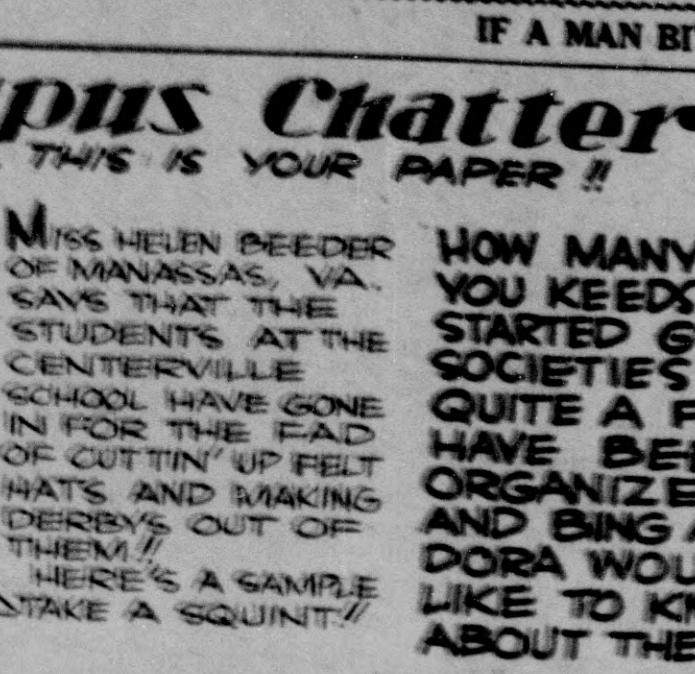 IF A MAN BI
pus Chatter
THIS IS YOUR PAPER!!
MISS HELEN BEEDER
OF MANASSAS, VA.
SAYS THAT THE
STUDENTS AT THE
CENTERVILLE
SCHOOL HAVE GONE
IN FOR THE FAD
OF CUTTIN' UP FELT
HATS AND MAKING
DERBYS OUT OF
THEM!!
HERE'S A SAMPLE
TAKE A SQUINT!!
HOW MANY
YOU KEEDS
STARTED G
SOCIETIES
QUITE A F
HAVE BEE
ORGANIZE
AND BING A
DORA WOU
LIKE TO KN
ABOUT THE